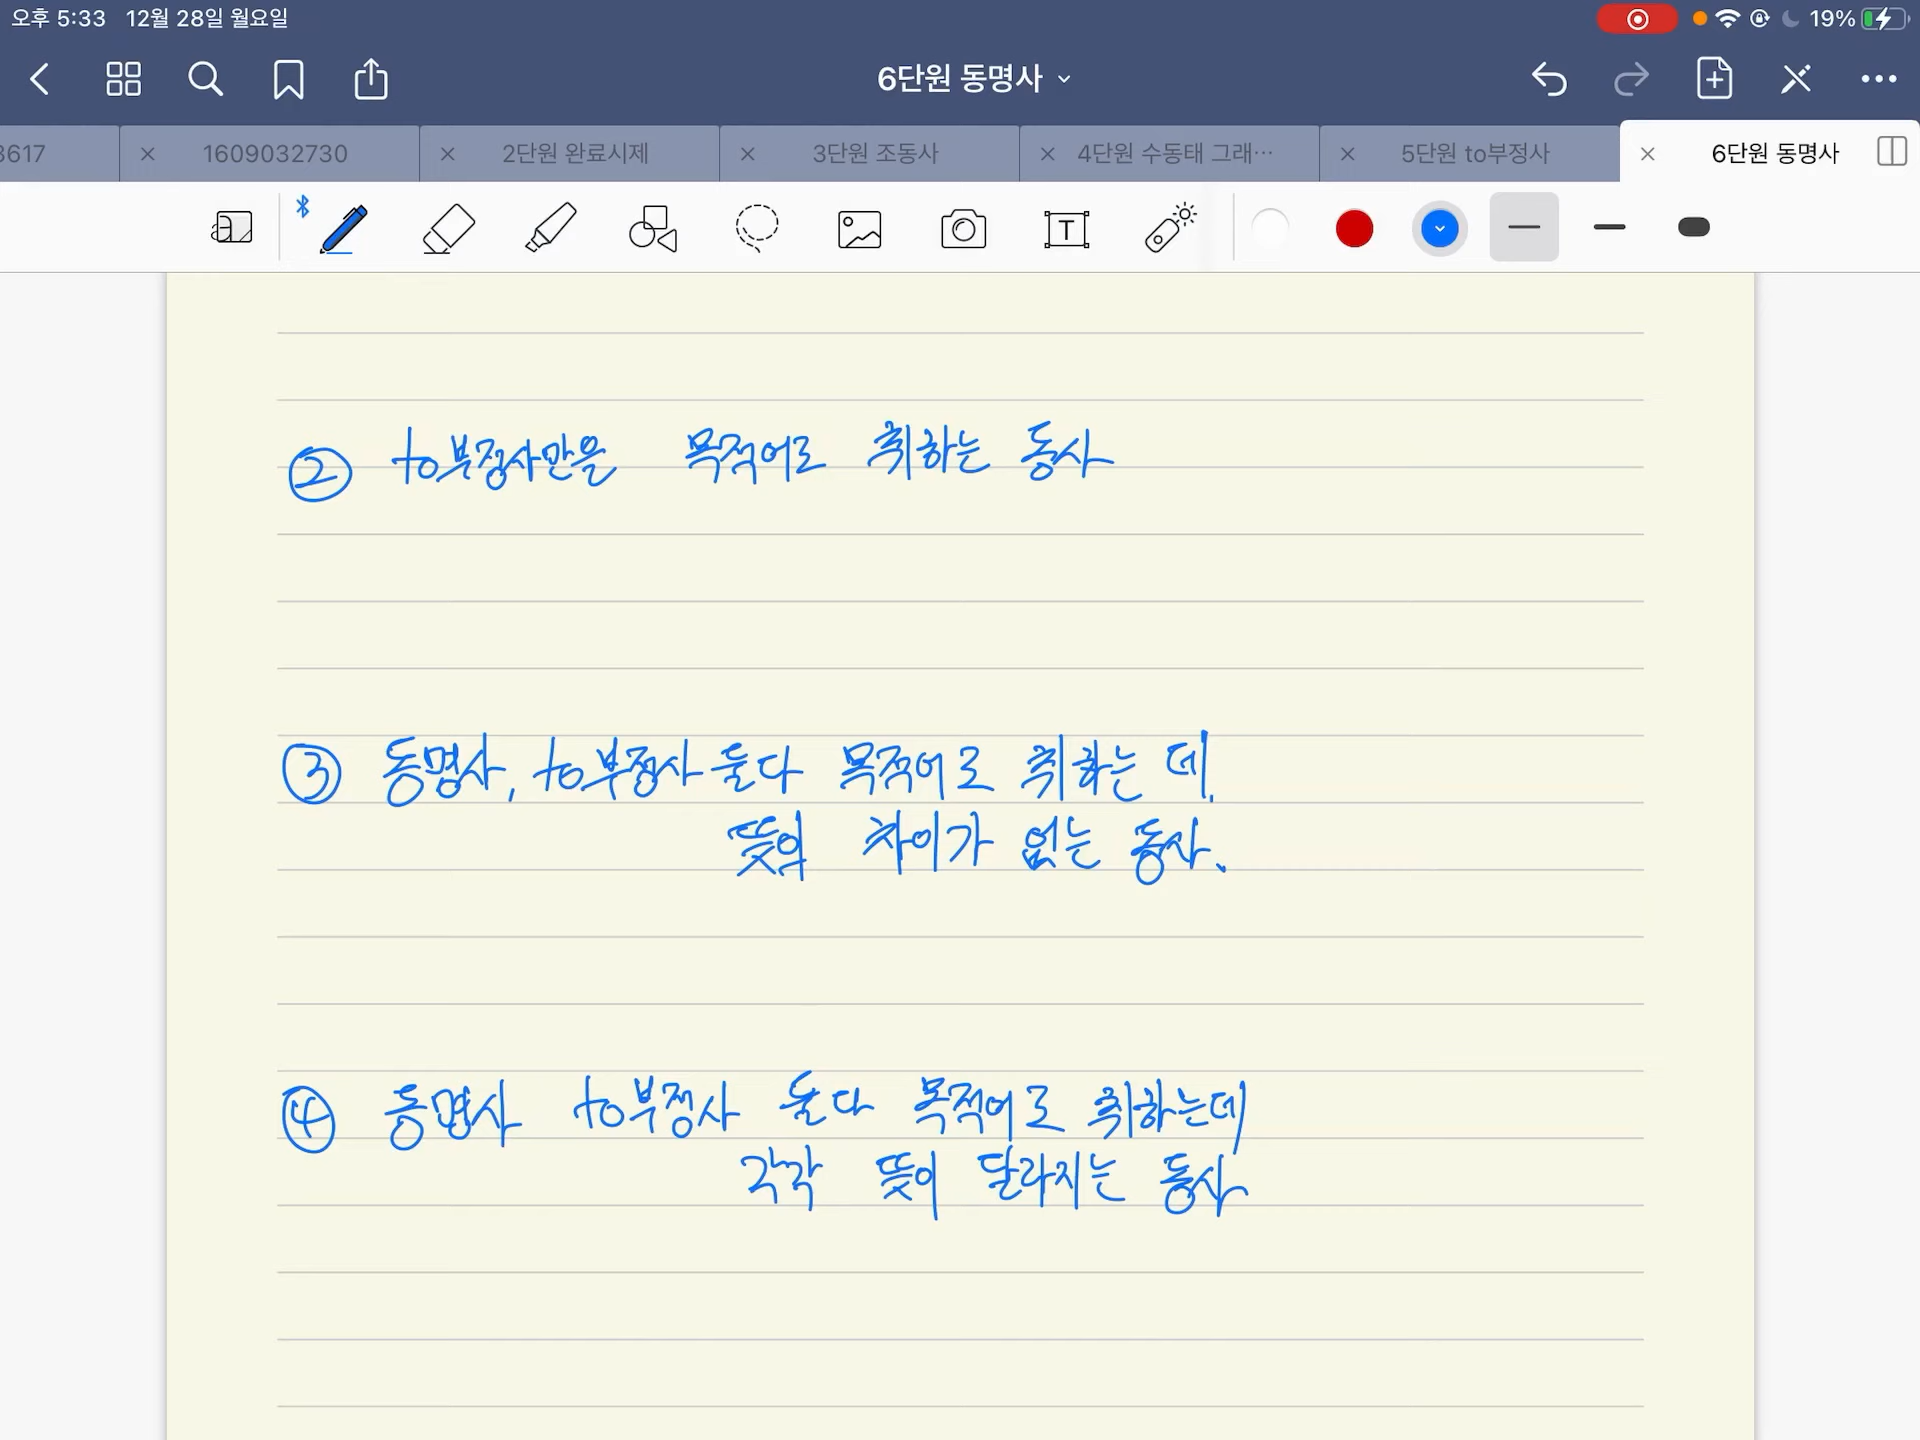 오후 5:33 12월 28일 월요일 19%
6단원 동명사
3617 1609032730 2단원 완료시제 3단원 조동사 4단원 수동태 그래… 5단원 to부정사 6단원 동명사
T
② to부정사만을 목적어로 취하는 동사
③ 동명사, to부정사 둘다 목적어로 취하는 데.
뜻의 차이가 없는 동사.
④ 동명사 to부정사 둘다 목적어로 취하는데
각각 뜻이 달라지는 동사